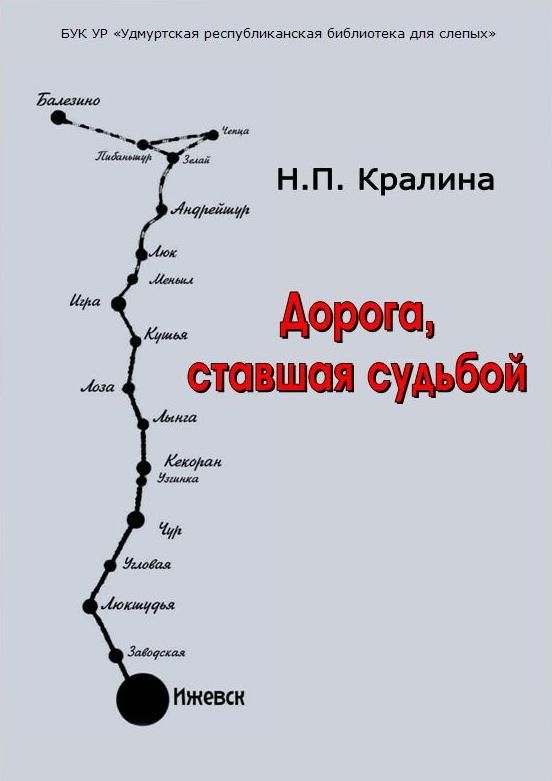 БУК УР «Удмуртская республиканская библиотека для слепых»
Балезино
Чепца
Пибаньшур
Зелай
Н.П. Кралина
Андрейшур
Люк
Меньил
Игра
Дорога,
ставшая судьбой
Кушья
Лоза
Лынга
Кекоран
Узгинка
Чур
Угловая
Люкшудья
Заводская
Ижевск